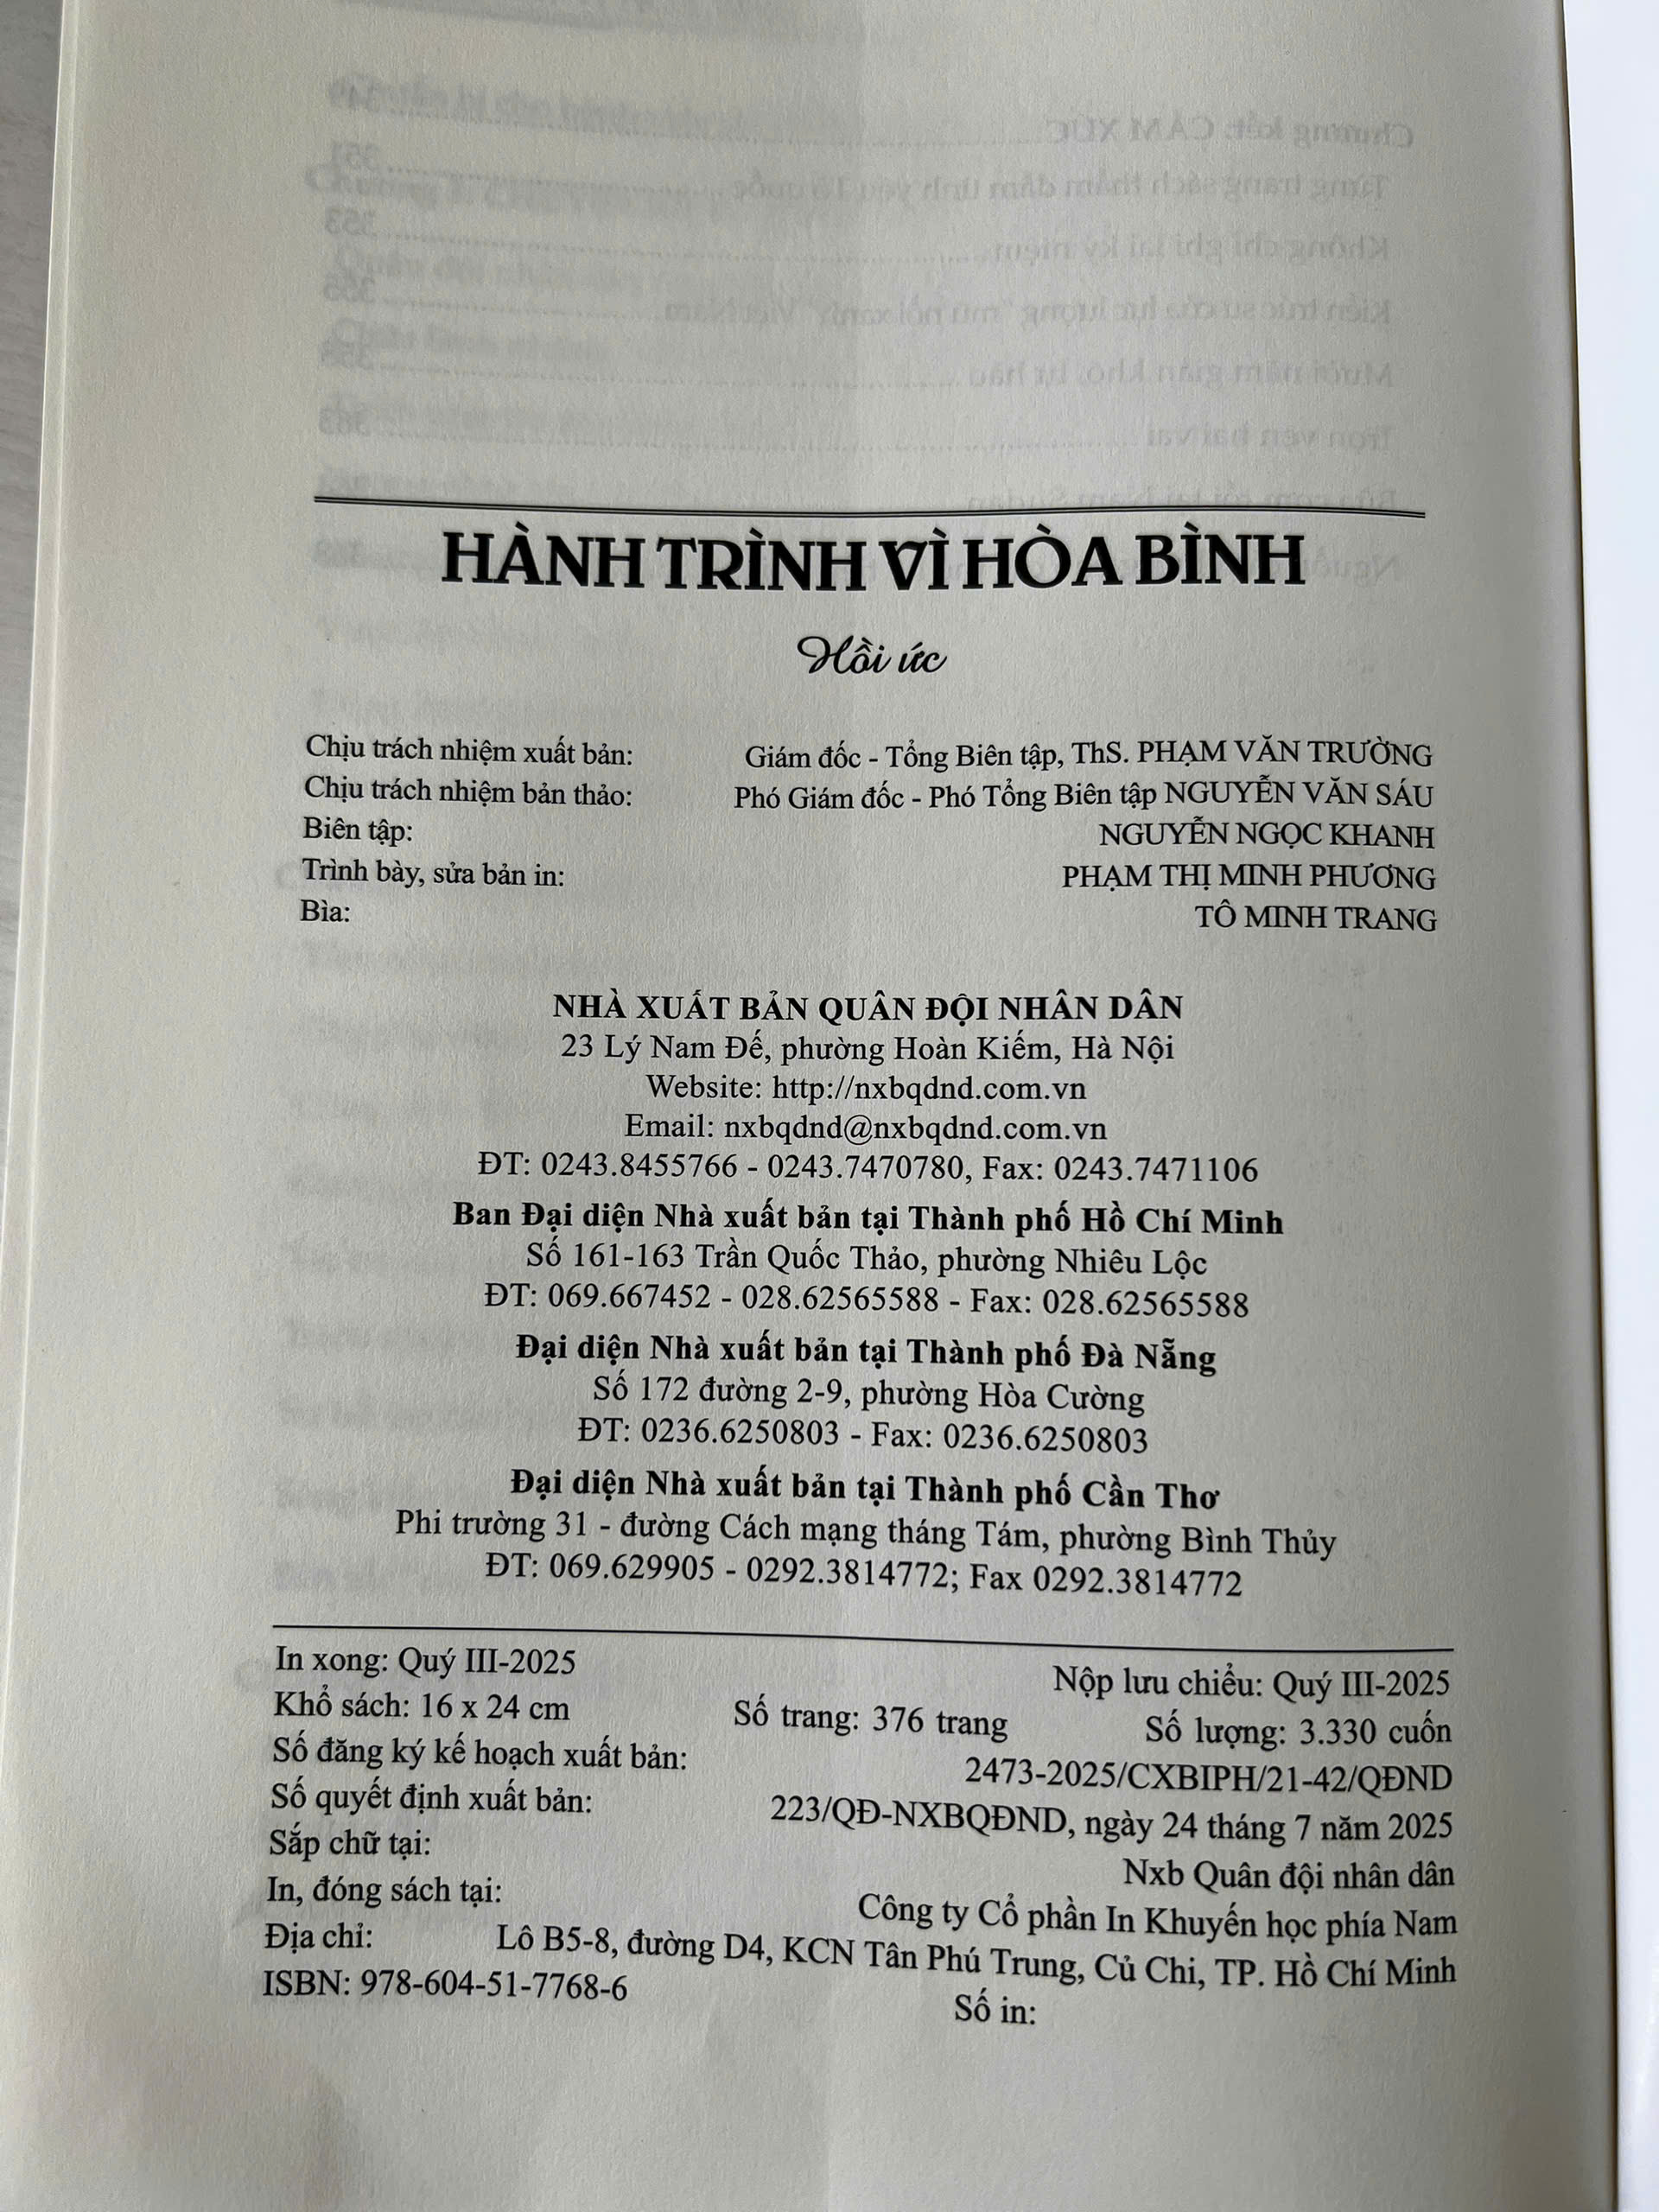 HÀNH TRÌNH VÌ HÒA BÌNH
Hồi ức
Chịu trách nhiệm xuất bản: Giám đốc - Tổng Biên tập, ThS. PHẠM VĂN TRƯỜNG
Chịu trách nhiệm bản thảo: Phó Giám đốc - Phó Tổng Biên tập NGUYỄN VĂN SÁU
Biên tập: NGUYỄN NGỌC KHANH
Trình bày, sửa bản in: PHẠM THỊ MINH PHƯƠNG
Bìa: TÔ MINH TRANG
NHÀ XUẤT BẢN QUÂN ĐỘI NHÂN DÂN
23 Lý Nam Đế, phường Hoàn Kiếm, Hà Nội
Website: http://nxbqdnd.com.vn
Email: nxbqdnd@nxbqdnd.com.vn
ĐT: 0243.8455766 - 0243.7470780, Fax: 0243.7471106
Ban Đại diện Nhà xuất bản tại Thành phố Hồ Chí Minh
Số 161-163 Trần Quốc Thảo, phường Nhiêu Lộc
ĐT: 069.667452 - 028.62565588 - Fax: 028.62565588
Đại diện Nhà xuất bản tại Thành phố Đà Nẵng
Số 172 đường 2-9, phường Hòa Cường
ĐT: 0236.6250803 - Fax: 0236.6250803
Đại diện Nhà xuất bản tại Thành phố Cần Thơ
Phi trường 31 - đường Cách mạng tháng Tám, phường Bình Thủy
ĐT: 069.629905 - 0292.3814772; Fax 0292.3814772
In xong: Quý III-2025 Nộp lưu chiểu: Quý III-2025
Khổ sách: 16 x 24 cm Số trang: 376 trang Số lượng: 3.330 cuốn
Số đăng ký kế hoạch xuất bản: 2473-2025/CXBIPH/21-42/QĐND
Số quyết định xuất bản: 223/QĐ-NXBQĐND, ngày 24 tháng 7 năm 2025
Sắp chữ tại: Nxb Quân đội nhân dân
In, đóng sách tại: Công ty Cổ phần In Khuyến học phía Nam
Địa chỉ: Lô B5-8, đường D4, KCN Tân Phú Trung, Củ Chi, TP. Hồ Chí Minh
ISBN: 978-604-51-7768-6 Số in: